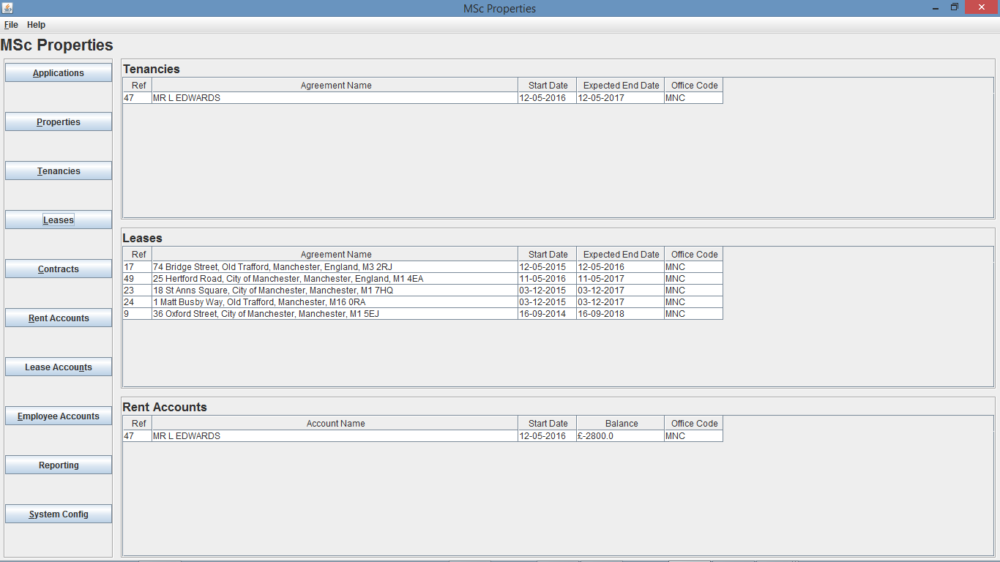 MSc Properties
File Help
MSc Properties
Applications
Properties
Tenancies
Leases
Contracts
Rent Accounts
Lease Accounts
Employee Accounts
Reporting
System Config
Tenancies
Ref Agreement Name Start Date Expected End Date Office Code
47 MR L EDWARDS 12-05-2016 12-05-2017 MNC
Leases
Ref Agreement Name Start Date Expected End Date Office Code
17 74 Bridge Street, Old Trafford, Manchester, England, M3 2RJ 12-05-2015 12-05-2016 MNC
49 25 Hertford Road, City of Manchester, Manchester, England, M1 4EA 11-05-2016 11-05-2017 MNC
23 18 St Anns Square, City of Manchester, Manchester, M1 7HQ 03-12-2015 03-12-2017 MNC
24 1 Matt Busby Way, Old Trafford, Manchester, M16 0RA 03-12-2015 03-12-2017 MNC
9 36 Oxford Street, City of Manchester, Manchester, M1 5EJ 16-09-2014 16-09-2018 MNC
Rent Accounts
Ref Account Name Start Date Balance Office Code
47 MR L EDWARDS 12-05-2016 £-2800.0 MNC